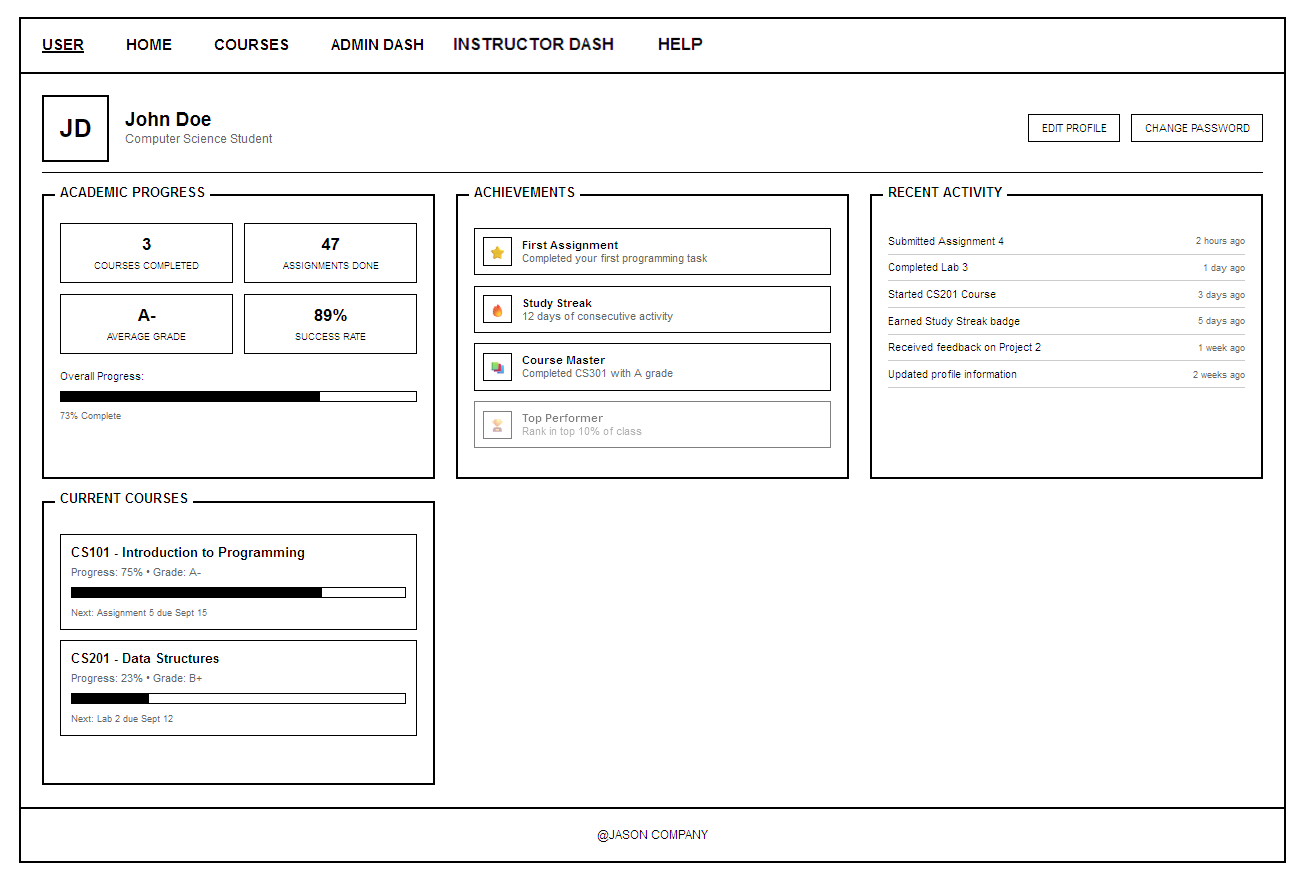 USER HOME COURSES ADMIN DASH INSTRUCTOR DASH HELP
JD
John Doe
Computer Science Student
EDIT PROFILE
CHANGE PASSWORD
ACADEMIC PROGRESS
3
COURSES COMPLETED
47
ASSIGNMENTS DONE
A-
AVERAGE GRADE
89%
SUCCESS RATE
Overall Progress:
73% Complete
ACHIEVEMENTS
First Assignment
Completed your first programming task
Study Streak
12 days of consecutive activity
Course Master
Completed CS301 with A grade
Top Performer
Rank in top 10% of class
RECENT ACTIVITY
Submitted Assignment 4 2 hours ago
Completed Lab 3 1 day ago
Started CS201 Course 3 days ago
Earned Study Streak badge 5 days ago
Received feedback on Project 2 1 week ago
Updated profile information 2 weeks ago
CURRENT COURSES
CS101 - Introduction to Programming
Progress: 75% • Grade: A-
Next: Assignment 5 due Sept 15
CS201 - Data Structures
Progress: 23% • Grade: B+
Next: Lab 2 due Sept 12
@JASON COMPANY